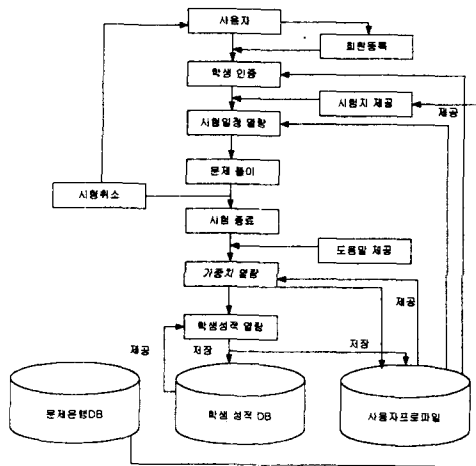 사용자
회원등록
학생 인증
시험지 제공
제공
시험일정 열람
문제 풀이
시험취소
시험 종료
도움말 제공
가중치 열람
제공
학생성적 열람
제공
저장
저장
문제은행DB
학생 성적 DB
사용자프로파일